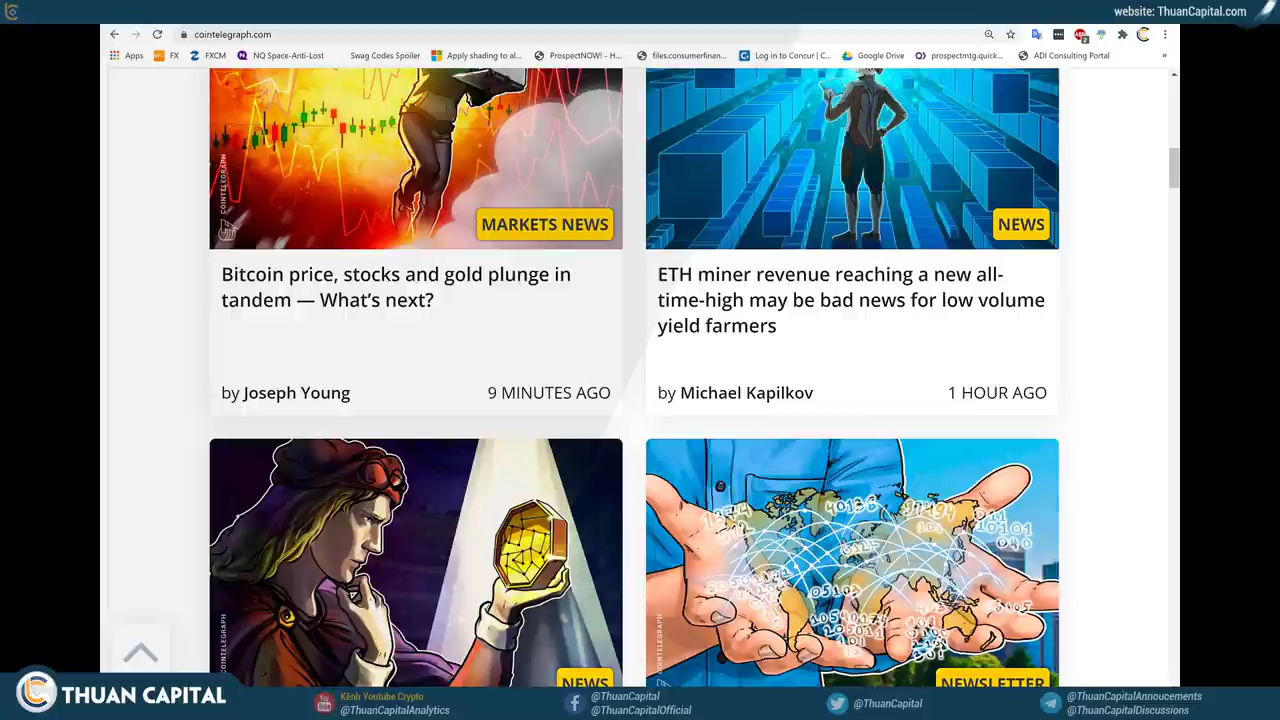 website: ThuanCapital.com
cointelegraph.com
Apps
FX
FXCM
NQ Space-Anti-Lost
Swag Codes Spoiler
Apply shading to al...
ProspectNOW! - H...
files.consumerfinan...
Log in to Concur | C...
Google Drive
prospectmtg.quick...
ADI Consulting Portal
»
COINTELEGRAPH
MARKETS NEWS
NEWS
Bitcoin price, stocks and gold plunge in
tandem — What's next?
by Joseph Young
9 MINUTES AGO
ETH miner revenue reaching a new all-
time-high may be bad news for low volume
yield farmers
by Michael Kapilkov
1 HOUR AGO
COINTELEGRAPH
NEWS
COINTELEGRAPH
NEWSLETTER
THUAN CAPITAL
Kênh Youtube Crypto
@ThuanCapitalAnalytics
@ThuanCapital
@ThuanCapitalOfficial
@ThuanCapital
@ThuanCapitalAnnoucements
@ThuanCapitalDiscussions